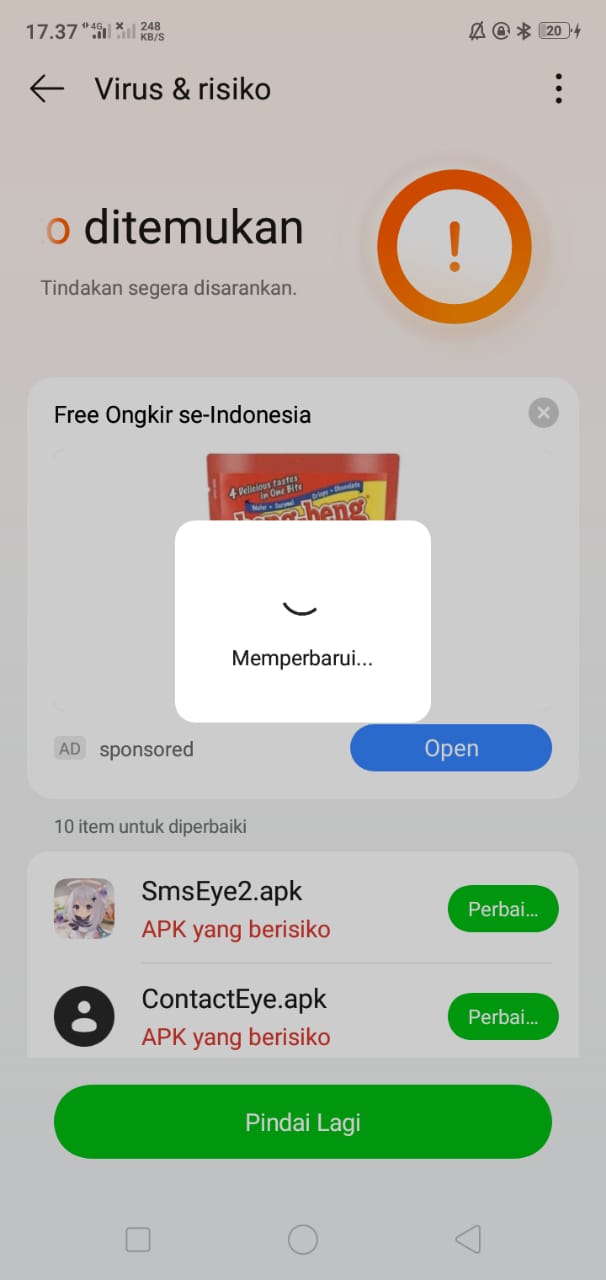 17.37 4G 248 KB/S 20
Virus & risiko
o ditemukan
Tindakan segera disarankan.
Free Ongkir se-Indonesia
4 Delicious tastes
in One Bite
Wafer • Caramel Crispy • Chocolate
beng-beng
Memperbarui...
AD sponsored Open
10 item untuk diperbaiki
SmsEye2.apk
APK yang berisiko
Perbai...
ContactEye.apk
APK yang berisiko
Perbai...
Pindai Lagi